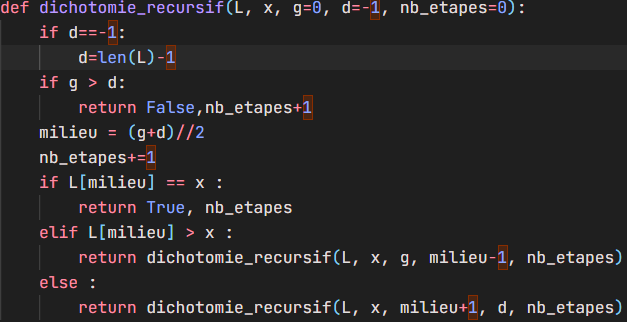 def dichotomie_recursif(L, x, g=0, d=-1, nb_etapes=0):
    if d==-1:
        d=len(L)-1
    if g > d:
        return False,nb_etapes+1
    milieu = (g+d)//2
    nb_etapes+=1
    if L[milieu] == x :
        return True, nb_etapes
    elif L[milieu] > x :
        return dichotomie_recursif(L, x, g, milieu-1, nb_etapes)
    else :
        return dichotomie_recursif(L, x, milieu+1, d, nb_etapes)